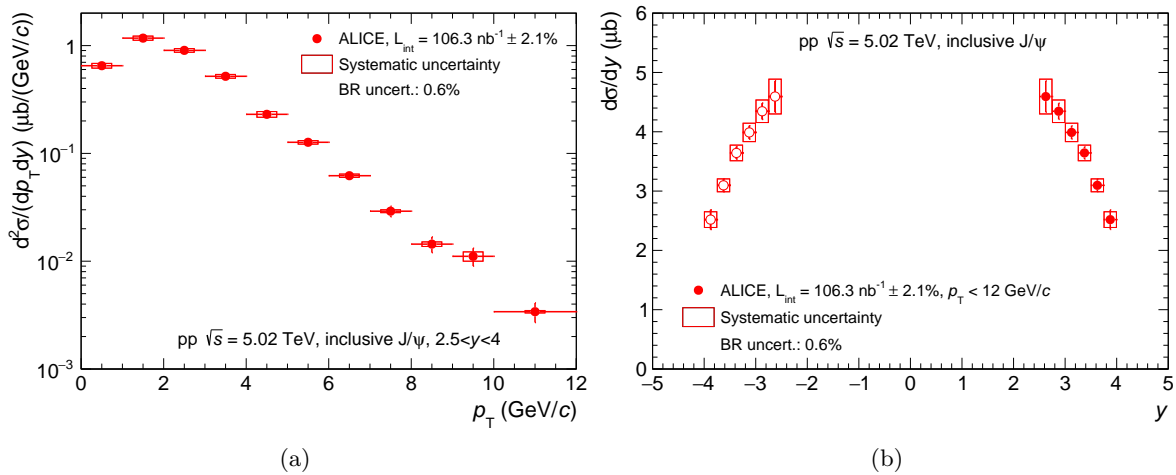 d²σ/(dp_T dy) (μb/(GeV/c))
1
10⁻¹
10⁻²
10⁻³
ALICE, L_int = 106.3 nb⁻¹ ± 2.1%
Systematic uncertainty
BR uncert.: 0.6%
pp √s = 5.02 TeV, inclusive J/ψ, 2.5<y<4
0 2 4 6 8 10 12
p_T (GeV/c)
(a)
dσ/dy (μb)
6
5
4
3
2
1
0
pp √s = 5.02 TeV, inclusive J/ψ
ALICE, L_int = 106.3 nb⁻¹ ± 2.1%, p_T < 12 GeV/c
Systematic uncertainty
BR uncert.: 0.6%
−5 −4 −3 −2 −1 0 1 2 3 4 5
y
(b)